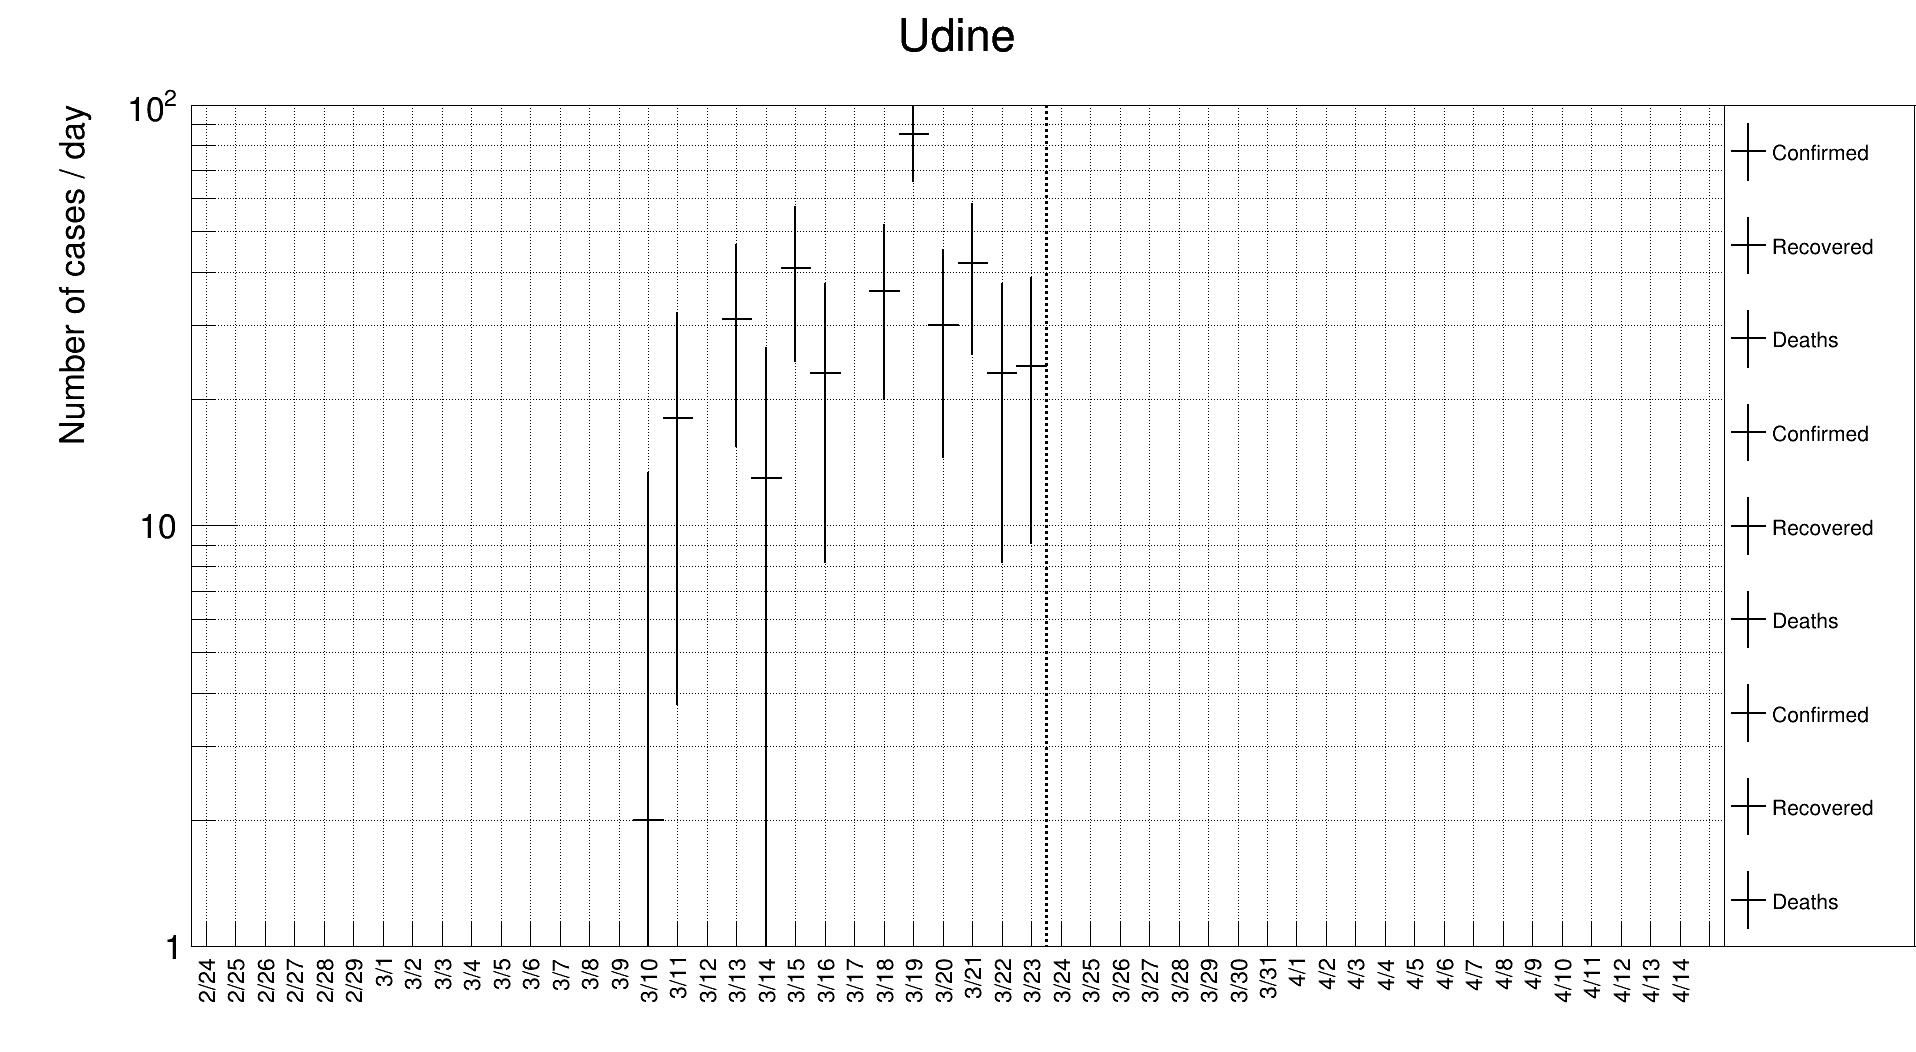 Udine
Number of cases / day
10²
10
1
2/24 2/25 2/26 2/27 2/28 2/29 3/1 3/2 3/3 3/4 3/5 3/6 3/7 3/8 3/9 3/10 3/11 3/12 3/13 3/14 3/15 3/16 3/17 3/18 3/19 3/20 3/21 3/22 3/23 3/24 3/25 3/26 3/27 3/28 3/29 3/30 3/31 4/1 4/2 4/3 4/4 4/5 4/6 4/7 4/8 4/9 4/10 4/11 4/12 4/13 4/14
Confirmed
Recovered
Deaths
Confirmed
Recovered
Deaths
Confirmed
Recovered
Deaths